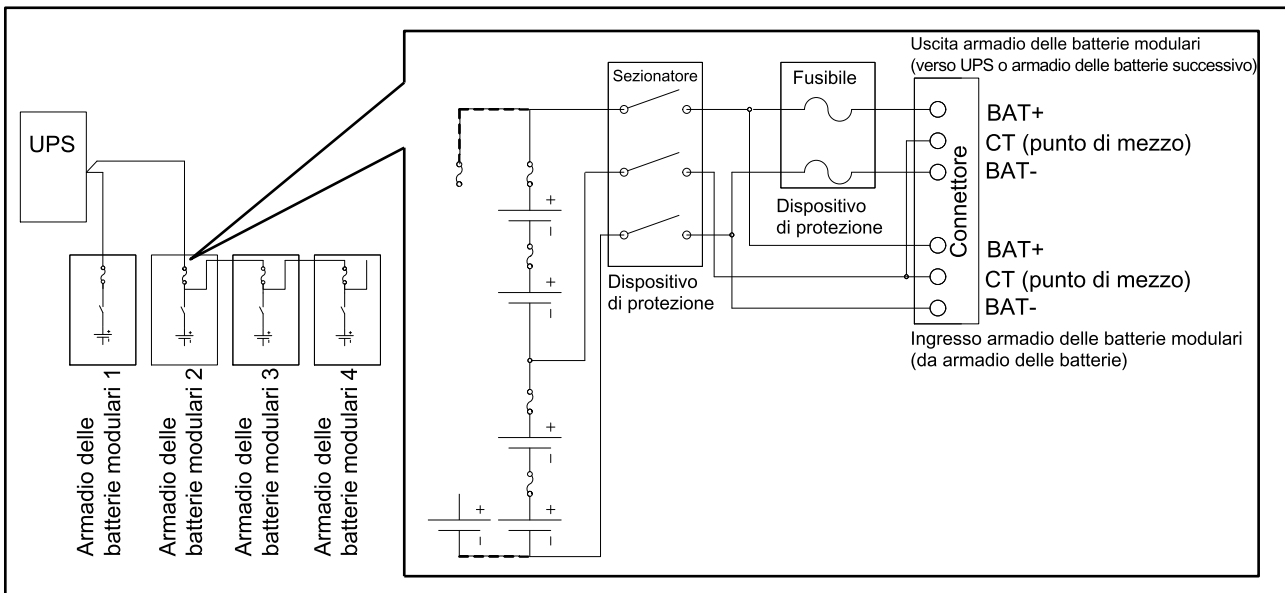 UPS
Armadio delle
batterie modulari 1
Armadio delle
batterie modulari 2
Armadio delle
batterie modulari 3
Armadio delle
batterie modulari 4
+
–
+
–
+
–
+
–
+
–
Sezionatore
Dispositivo
di protezione
Fusibile
Dispositivo
di protezione
Uscita armadio delle batterie modulari
(verso UPS o armadio delle batterie successivo)
Connettore
BAT+
CT (punto di mezzo)
BAT-
BAT+
CT (punto di mezzo)
BAT-
Ingresso armadio delle batterie modulari
(da armadio delle batterie)